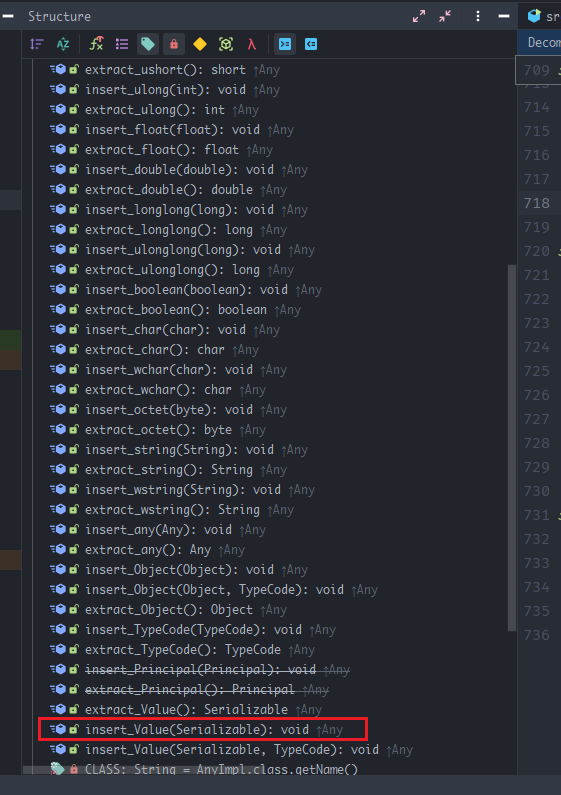 Structure
sr
Decom
extract_ushort(): short ↑Any
insert_ulong(int): void ↑Any
extract_ulong(): int ↑Any
insert_float(float): void ↑Any
extract_float(): float ↑Any
insert_double(double): void ↑Any
extract_double(): double ↑Any
insert_longlong(long): void ↑Any
extract_longlong(): long ↑Any
insert_ulonglong(long): void ↑Any
extract_ulonglong(): long ↑Any
insert_boolean(boolean): void ↑Any
extract_boolean(): boolean ↑Any
insert_char(char): void ↑Any
extract_char(): char ↑Any
insert_wchar(char): void ↑Any
extract_wchar(): char ↑Any
insert_octet(byte): void ↑Any
extract_octet(): byte ↑Any
insert_string(String): void ↑Any
extract_string(): String ↑Any
insert_wstring(String): void ↑Any
extract_wstring(): String ↑Any
insert_any(Any): void ↑Any
extract_any(): Any ↑Any
insert_Object(Object): void ↑Any
insert_Object(Object, TypeCode): void ↑Any
extract_Object(): Object ↑Any
insert_TypeCode(TypeCode): void ↑Any
extract_TypeCode(): TypeCode ↑Any
insert_Principal(Principal): void ↑Any
extract_Principal(): Principal ↑Any
extract_Value(): Serializable ↑Any
insert_Value(Serializable): void ↑Any
insert_Value(Serializable, TypeCode): void ↑Any
CLASS: String = AnyImpl.class.getName()
709
714
715
716
717
718
719
720
721
722
723
724
725
726
727
728
729
730
731
732
733
734
735
736